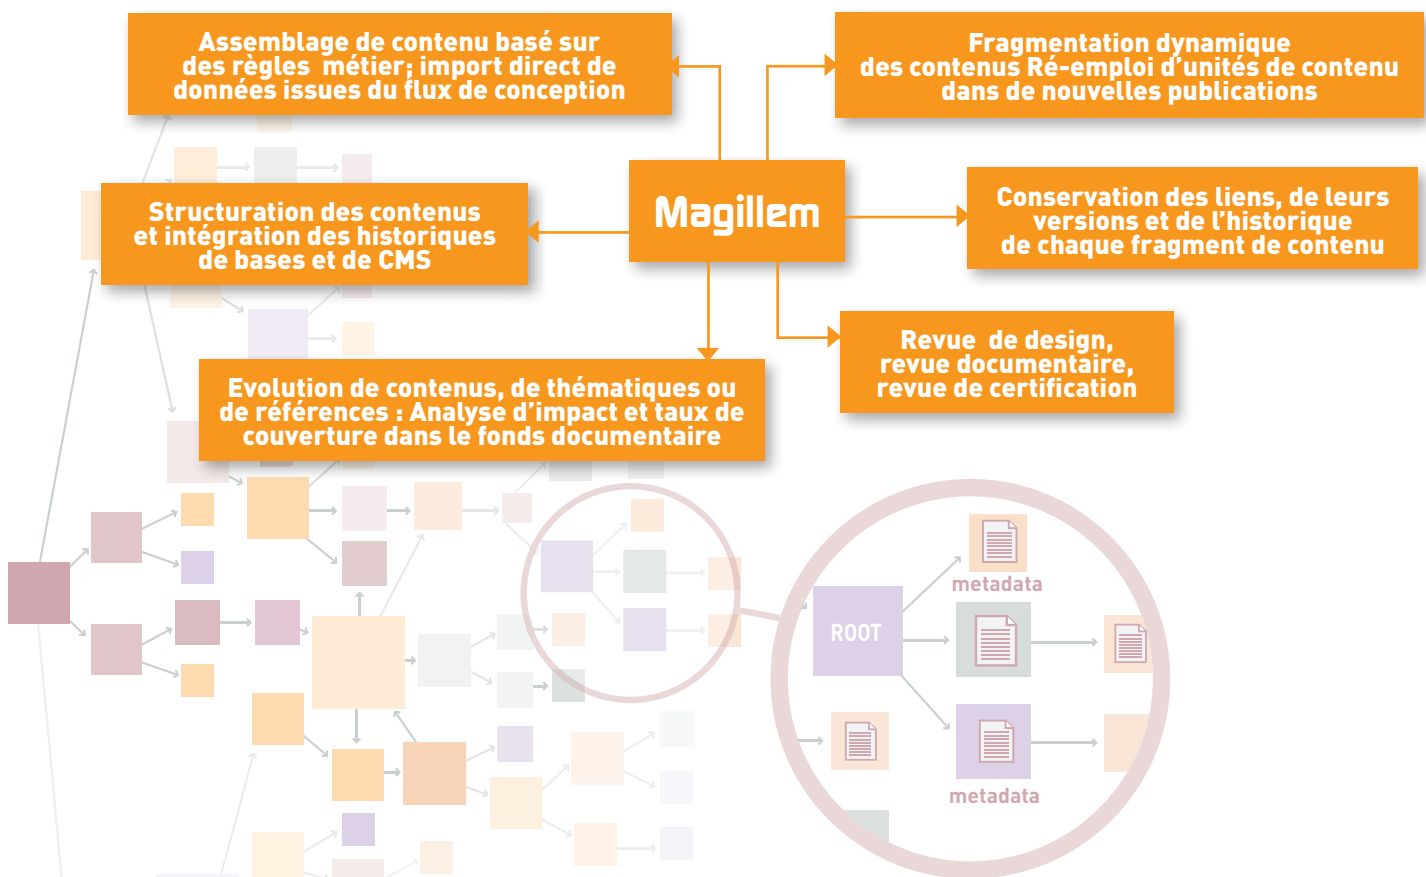 Assemblage de contenu basé sur
des règles métier; import direct de
données issues du flux de conception
Fragmentation dynamique
des contenus Ré-emploi d'unités de contenu
dans de nouvelles publications
Magillem
Structuration des contenus
et intégration des historiques
de bases et de CMS
Conservation des liens, de leurs
versions et de l'historique
de chaque fragment de contenu
Revue de design,
revue documentaire,
revue de certification
Evolution de contenus, de thématiques ou
de références : Analyse d'impact et taux de
couverture dans le fonds documentaire
metadata
ROOT
metadata